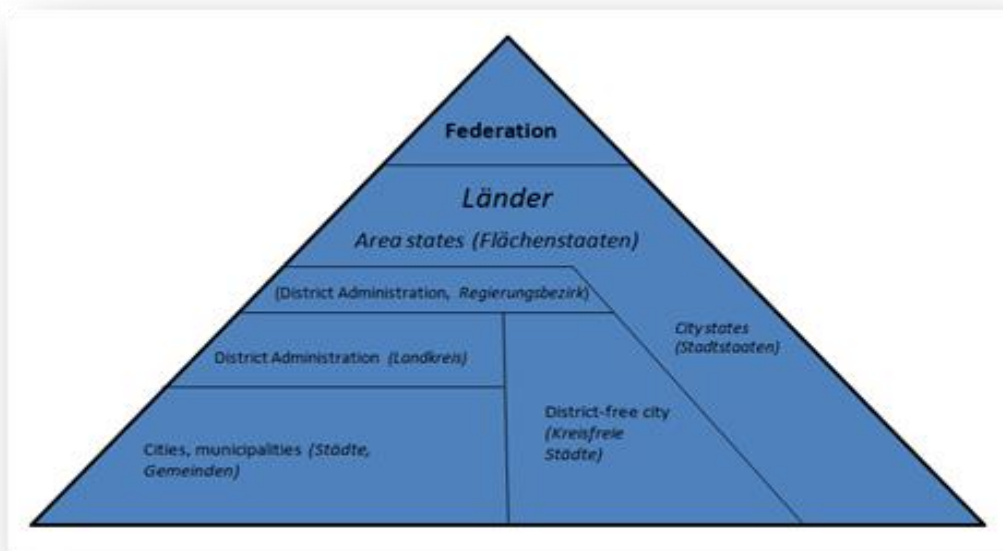 Federation
Länder
Area states (Flächenstaaten)
(District Administration, Regierungsbezirk)
City states
(Stadtstaaten)
District Administration (Landkreis)
District-free city
(Kreisfreie
Städte)
Cities, municipalities (Städte,
Gemeinden)